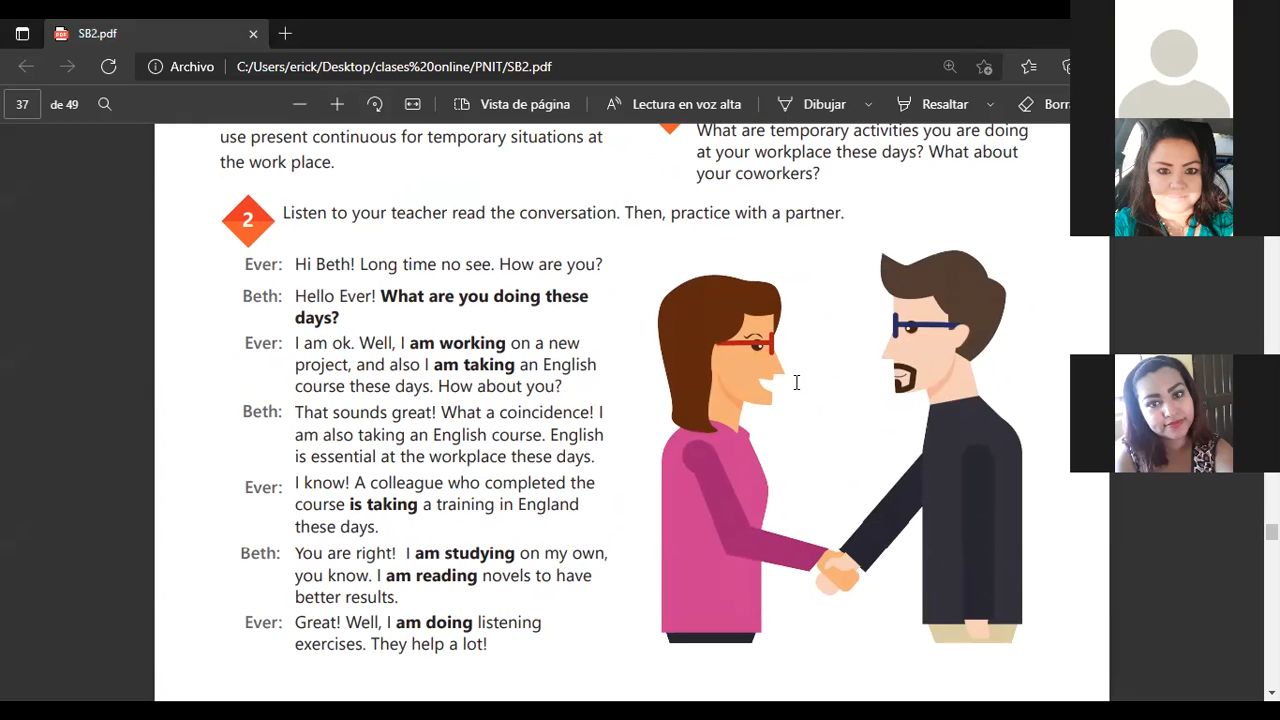 SB2.pdf
Archivo
C:/Users/erick/Desktop/clases%20online/PNIT/SB2.pdf
37
de 49
Vista de página
Lectura en voz alta
Dibujar
Resaltar
use present continuous for temporary situations at
the work place.
What are temporary activities you are doing
at your workplace these days? What about
your coworkers?
2
Listen to your teacher read the conversation. Then, practice with a partner.
Ever: Hi Beth! Long time no see. How are you?
Beth: Hello Ever! What are you doing these
days?
Ever: I am ok. Well, I am working on a new
project, and also I am taking an English
course these days. How about you?
Beth: That sounds great! What a coincidence! I
am also taking an English course. English
is essential at the workplace these days.
Ever: I know! A colleague who completed the
course is taking a training in England
these days.
Beth: You are right!  I am studying on my own,
you know. I am reading novels to have
better results.
Ever: Great! Well, I am doing listening
exercises. They help a lot!